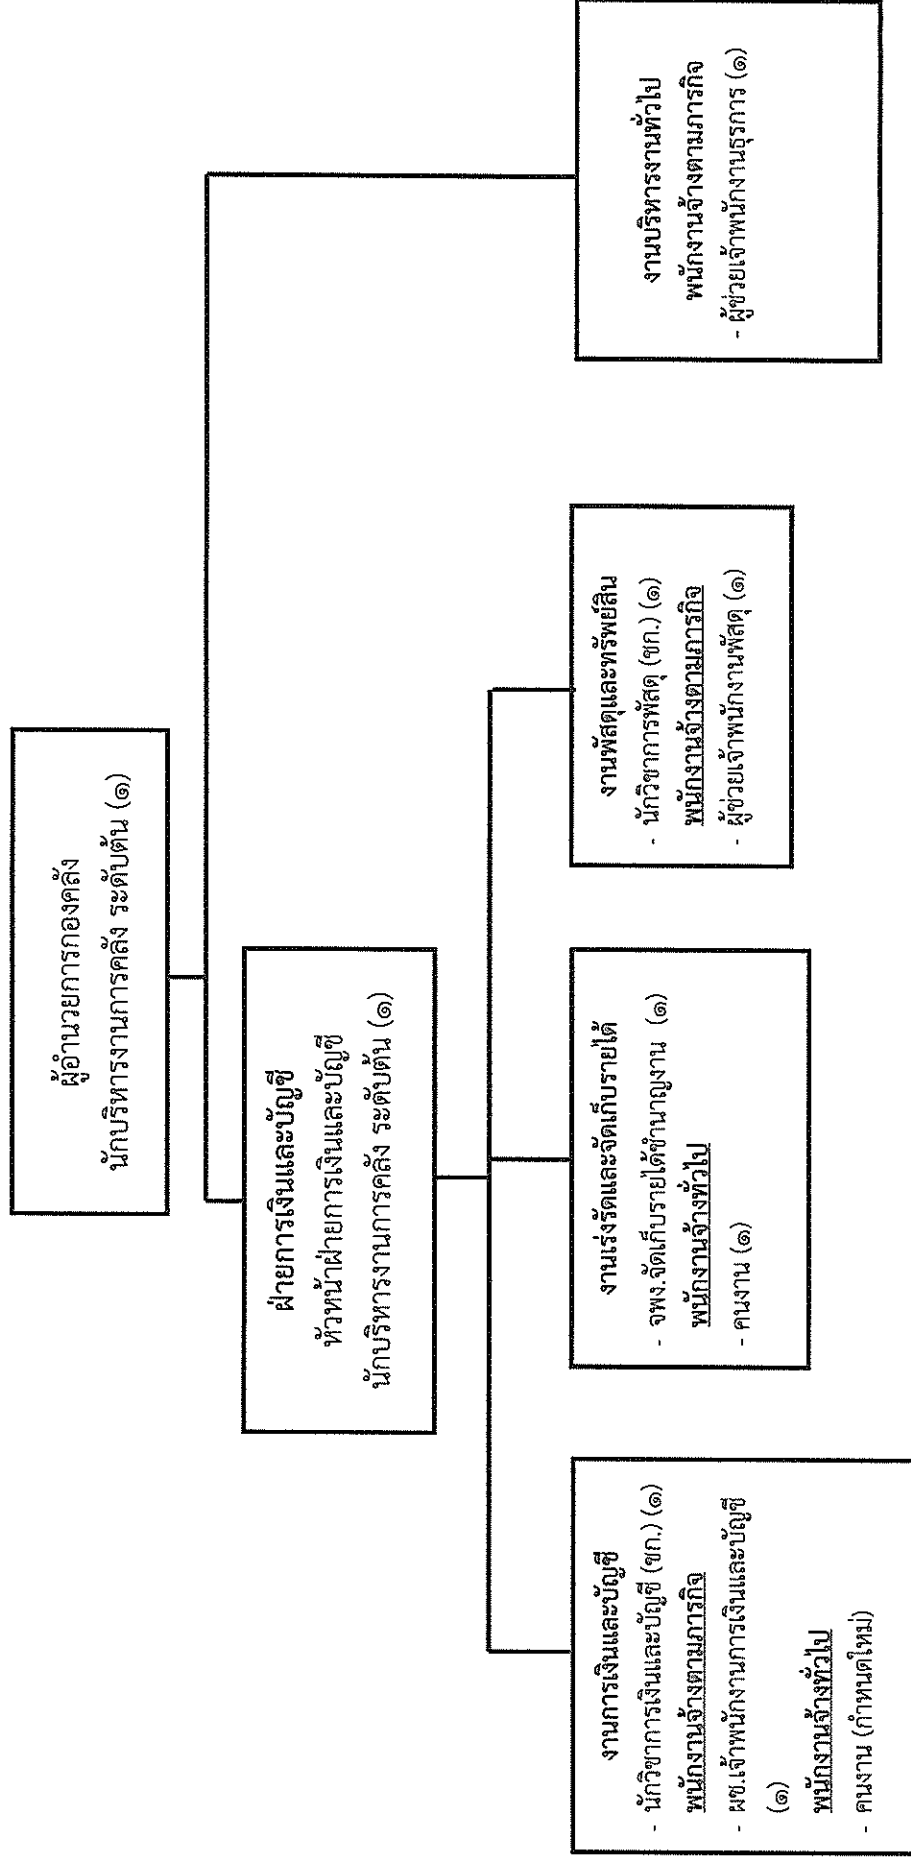 ผู้อำนวยการกองคลัง
นักบริหารงานการคลัง ระดับต้น (๑)
ฝ่ายการเงินและบัญชี
หัวหน้าฝ่ายการเงินและบัญชี
นักบริหารงานการคลัง ระดับต้น (๑)
งานการเงินและบัญชี
- นักวิชาการเงินและบัญชี (ชก.) (๑)
พนักงานจ้างตามภารกิจ
- ผช.เจ้าพนักงานการเงินและบัญชี
(๑)
พนักงานจ้างทั่วไป
- คนงาน (กำหนดใหม่)
งานเร่งรัดและจัดเก็บรายได้
- จพง.จัดเก็บรายได้ชำนาญงาน (๑)
พนักงานจ้างทั่วไป
- คนงาน (๑)
งานพัสดุและทรัพย์สิน
- นักวิชาการพัสดุ (ชก.) (๑)
พนักงานจ้างตามภารกิจ
- ผู้ช่วยเจ้าพนักงานพัสดุ (๑)
งานบริหารงานทั่วไป
พนักงานจ้างตามภารกิจ
- ผู้ช่วยเจ้าพนักงานธุรการ (๑)